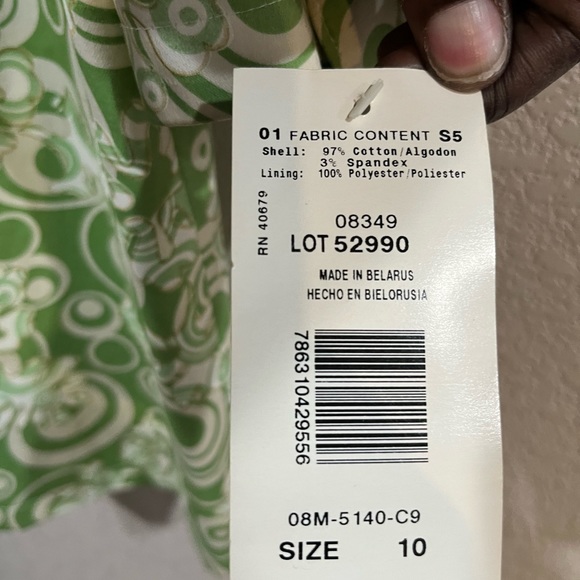 01 FABRIC CONTENT S5
Shell: 97% Cotton/Algodon
3% Spandex
Lining: 100% Polyester/Poliester
RN 40679
08349
LOT 52990
MADE IN BELARUS
HECHO EN BIELORUSIA
786310429556
08M-5140-C9
SIZE 10